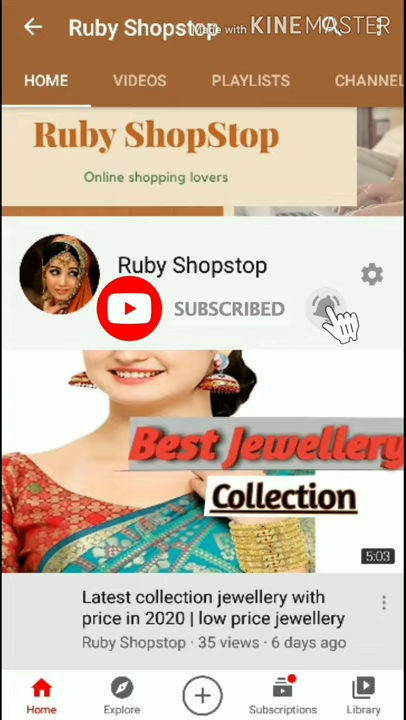 Ruby Shopstop
Made with KINEMASTER
HOME VIDEOS PLAYLISTS CHANNEL
Ruby ShopStop
Online shopping lovers
Ruby Shopstop
SUBSCRIBED
Best Jewellery
Collection
5:03
Latest collection jewellery with
price in 2020 | low price jewellery
Ruby Shopstop · 35 views · 6 days ago
Home Explore Subscriptions Library